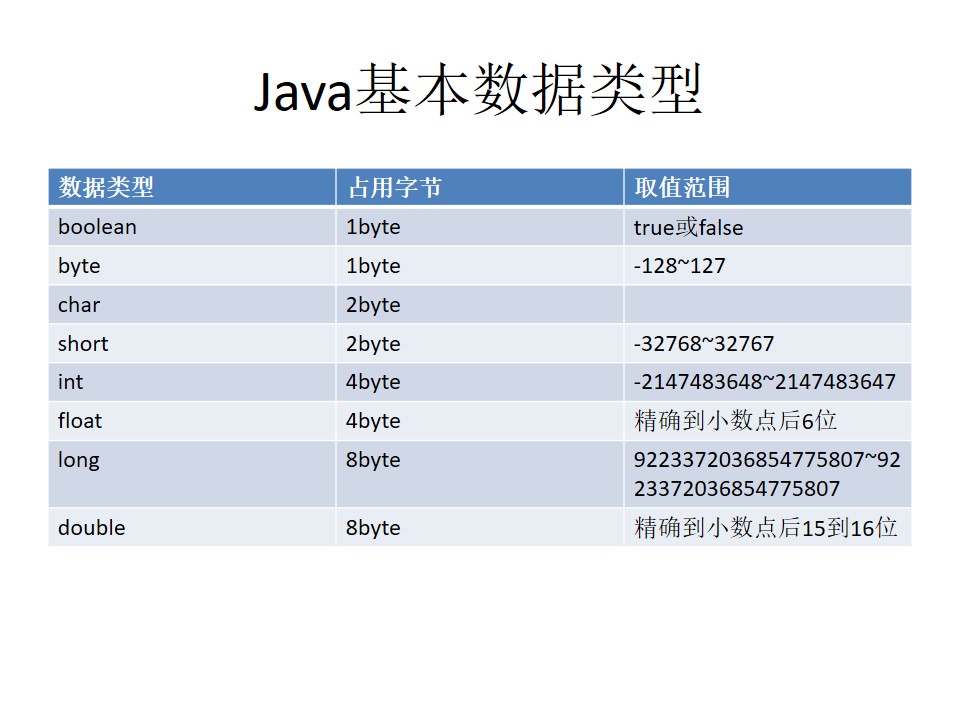 Java基本数据类型
数据类型 占用字节 取值范围
boolean 1byte true或false
byte 1byte -128~127
char 2byte
short 2byte -32768~32767
int 4byte -2147483648~2147483647
float 4byte 精确到小数点后6位
long 8byte 9223372036854775807~92
23372036854775807
double 8byte 精确到小数点后15到16位